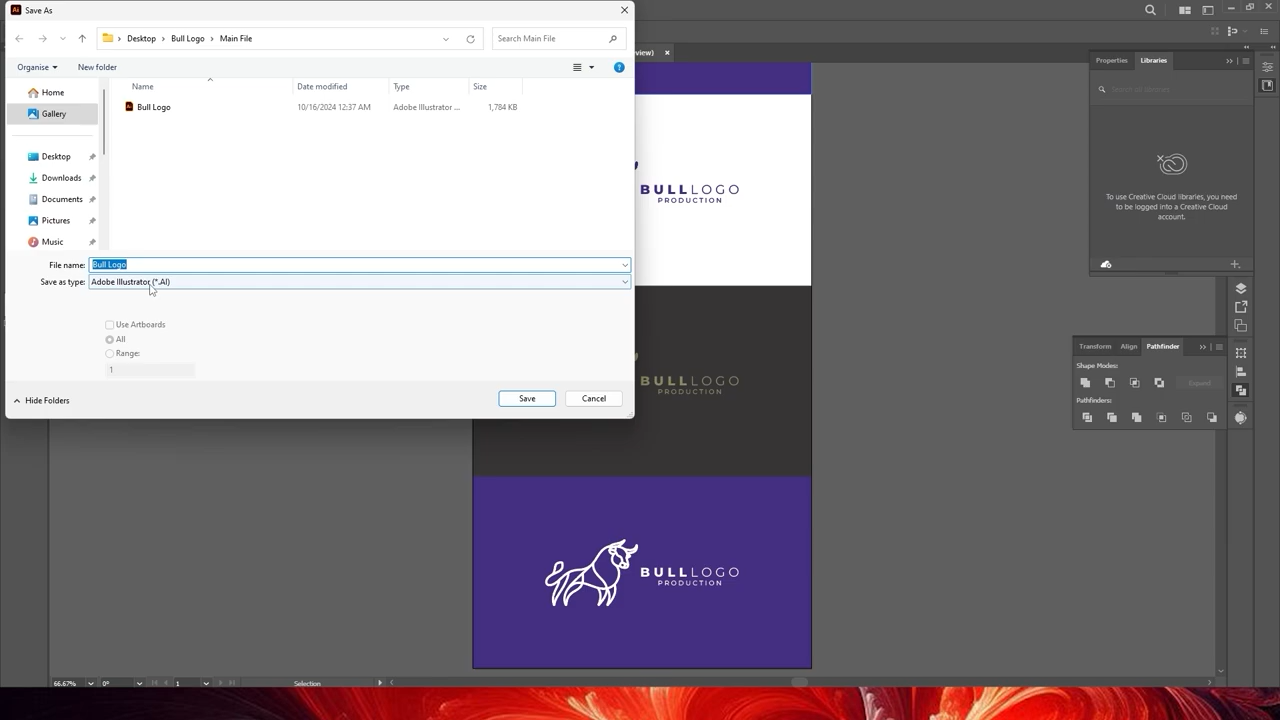 Save As
Desktop > Bull Logo > Main File
Search Main File
Organise
New folder
Name
Date modified
Type
Size
Bull Logo
10/16/2024 12:37 AM
Adobe Illustrator ...
1,784 KB
Home
Gallery
Desktop
Downloads
Documents
Pictures
Music
File name:
Bull Logo
Save as type:
Adobe Illustrator (*.AI)
Use Artboards
All
Range:
1
Hide Folders
Save
Cancel
BULLLOGO
PRODUCTION
BULLLOGO
PRODUCTION
BULLLOGO
PRODUCTION
Properties
Libraries
To use Creative Cloud libraries, you need
to be logged into a Creative Cloud
account.
Transform
Align
Pathfinder
Shape Modes:
Expand
Pathfinders:
66.67%
0°
1
Selection